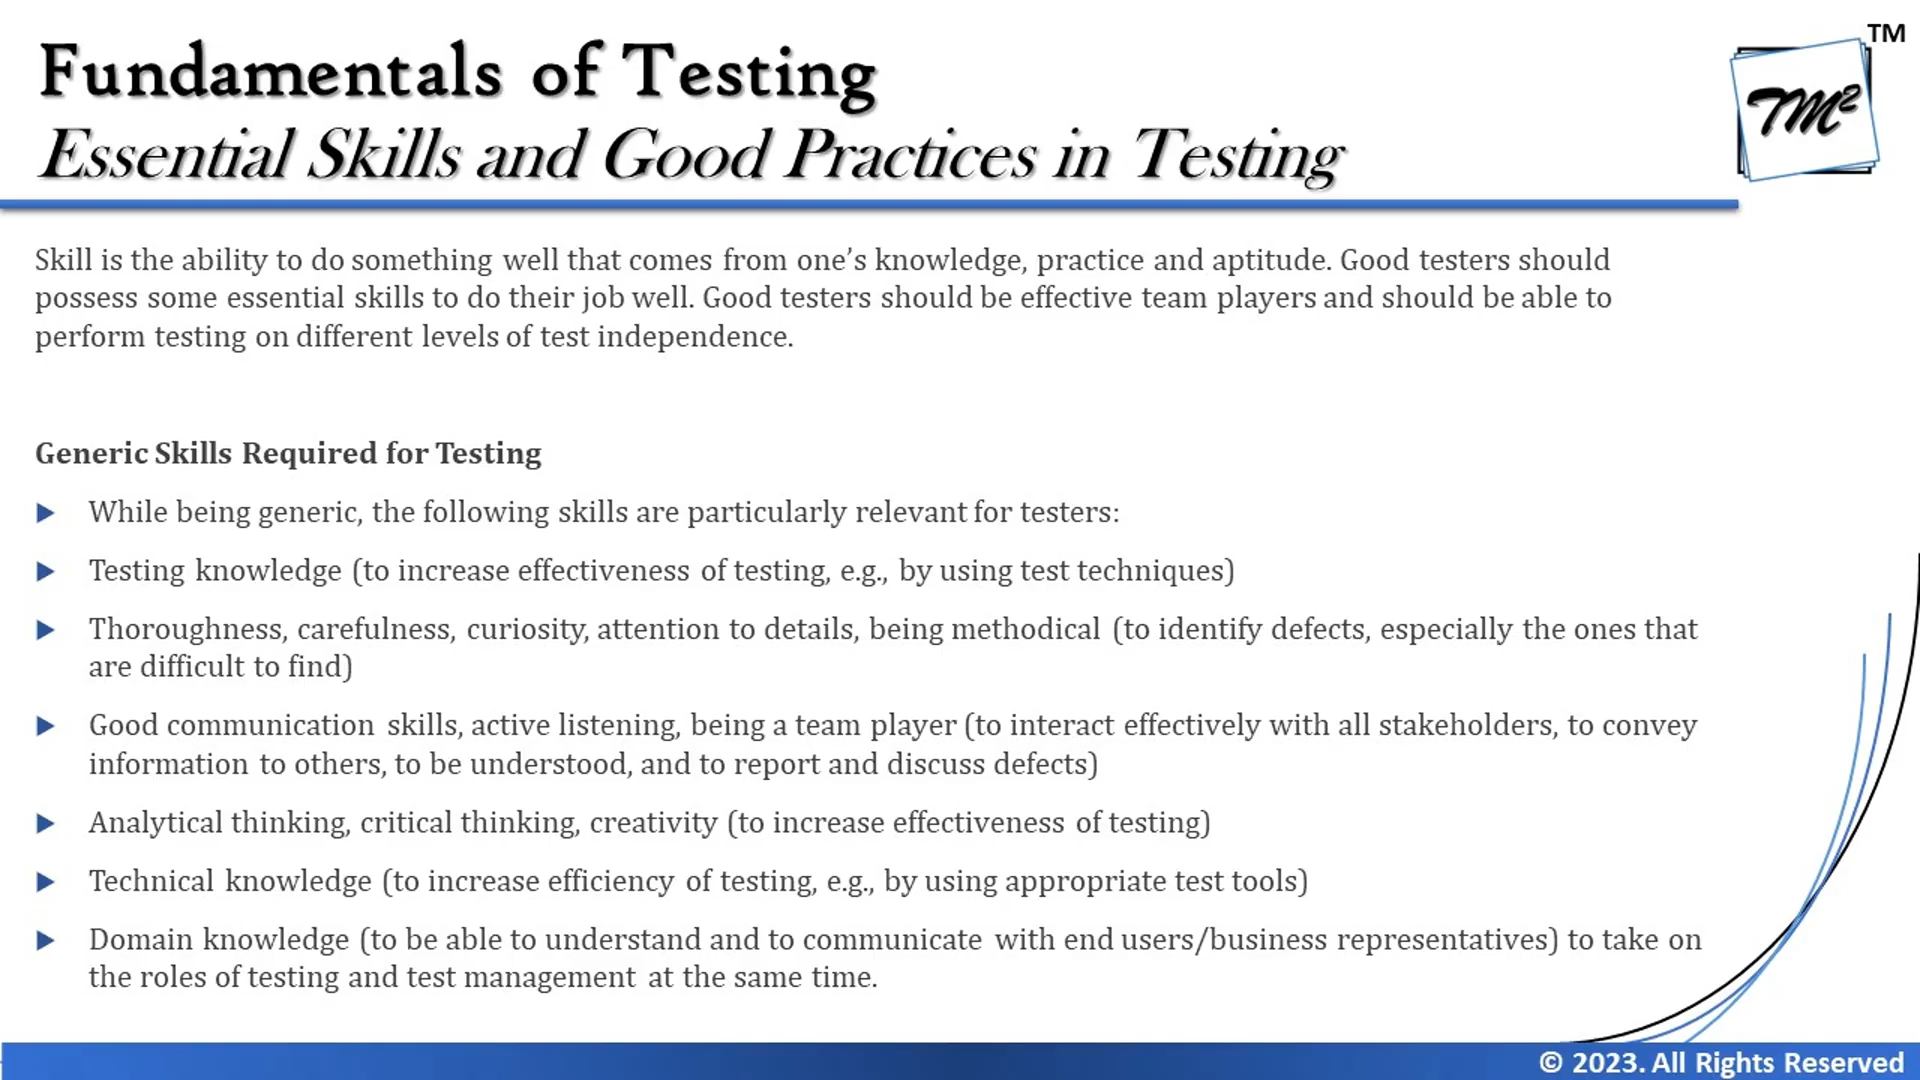 Fundamentals of Testing
TM
TM²
Essential Skills and Good Practices in Testing
Skill is the ability to do something well that comes from one’s knowledge, practice and aptitude. Good testers should
possess some essential skills to do their job well. Good testers should be effective team players and should be able to
perform testing on different levels of test independence.
Generic Skills Required for Testing
While being generic, the following skills are particularly relevant for testers:
Testing knowledge (to increase effectiveness of testing, e.g., by using test techniques)
Thoroughness, carefulness, curiosity, attention to details, being methodical (to identify defects, especially the ones that
are difficult to find)
Good communication skills, active listening, being a team player (to interact effectively with all stakeholders, to convey
information to others, to be understood, and to report and discuss defects)
Analytical thinking, critical thinking, creativity (to increase effectiveness of testing)
Technical knowledge (to increase efficiency of testing, e.g., by using appropriate test tools)
Domain knowledge (to be able to understand and to communicate with end users/business representatives) to take on
the roles of testing and test management at the same time.
© 2023. All Rights Reserved